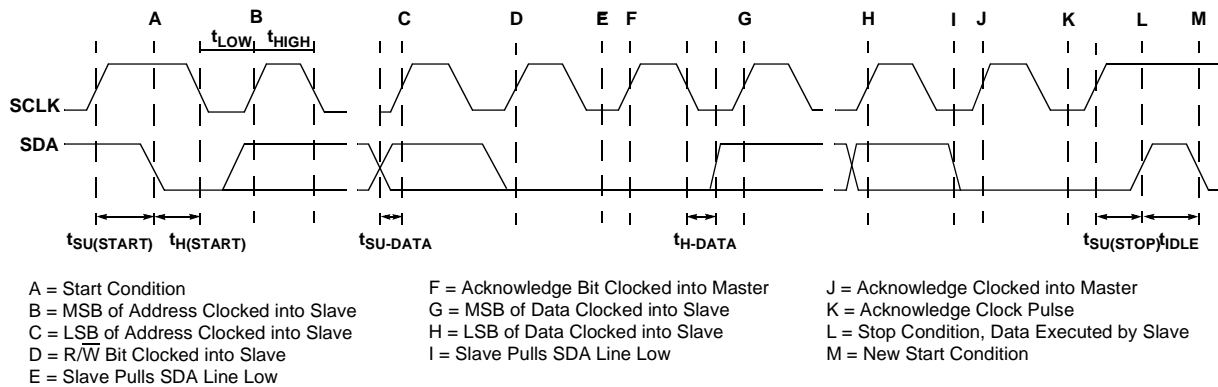 A B C D E F G H I J K L M
tLOW tHIGH
SCLK
SDA
tSU(START) tH(START) tSU-DATA tH-DATA tSU(STOP) tIDLE
A = Start Condition
B = MSB of Address Clocked into Slave
C = LSB of Address Clocked into Slave
D = R/W̅ Bit Clocked into Slave
E = Slave Pulls SDA Line Low
F = Acknowledge Bit Clocked into Master
G = MSB of Data Clocked into Slave
H = LSB of Data Clocked into Slave
I = Slave Pulls SDA Line Low
J = Acknowledge Clocked into Master
K = Acknowledge Clock Pulse
L = Stop Condition, Data Executed by Slave
M = New Start Condition